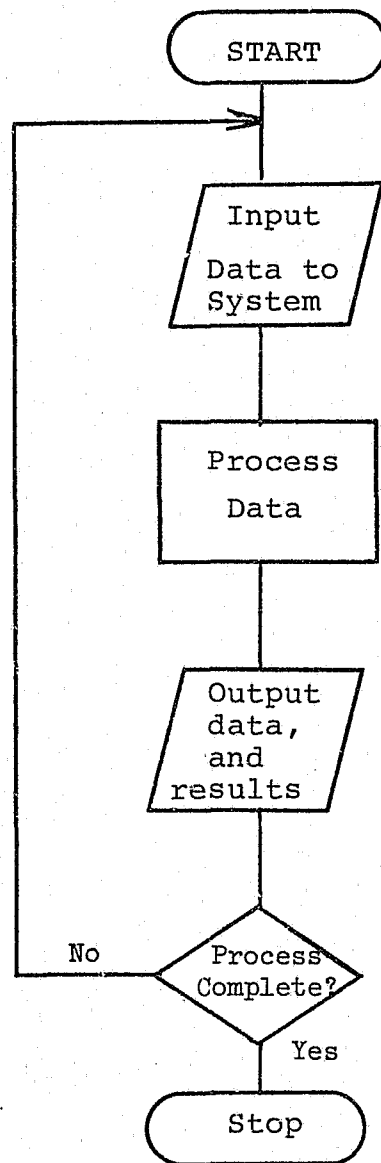 START
Input
Data to
System
Process
Data
Output
data,
and
results
Process
Complete?
No
Yes
Stop